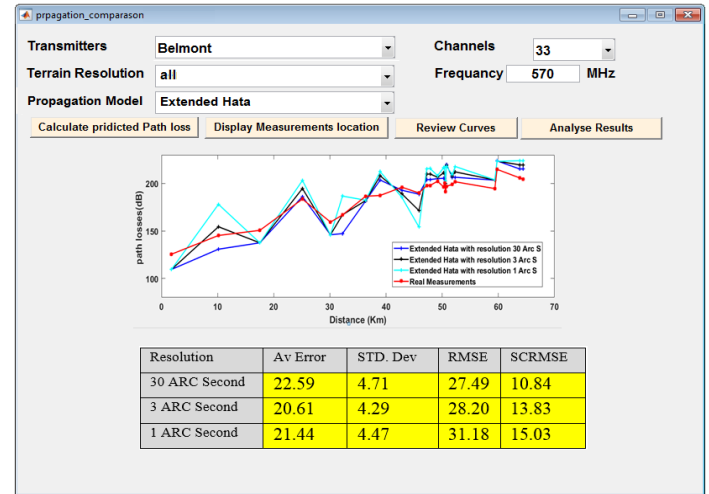 prpagation_comparason
Transmitters Belmont Channels 33
Terrain Resolution all Frequancy 570 MHz
Propagation Model Extended Hata
Calculate pridicted Path loss Display Measurements location Review Curves Analyse Results
path losses(dB)
200
150
100
Extended Hata with resolution 30 Arc S
Extended Hata with resolution 3 Arc S
Extended Hata with resolution 1 Arc S
Real Measurements
0 10 20 30 40 50 60 70
Distance (Km)
Resolution Av Error STD. Dev RMSE SCRMSE
30 ARC Second 22.59 4.71 27.49 10.84
3 ARC Second 20.61 4.29 28.20 13.83
1 ARC Second 21.44 4.47 31.18 15.03